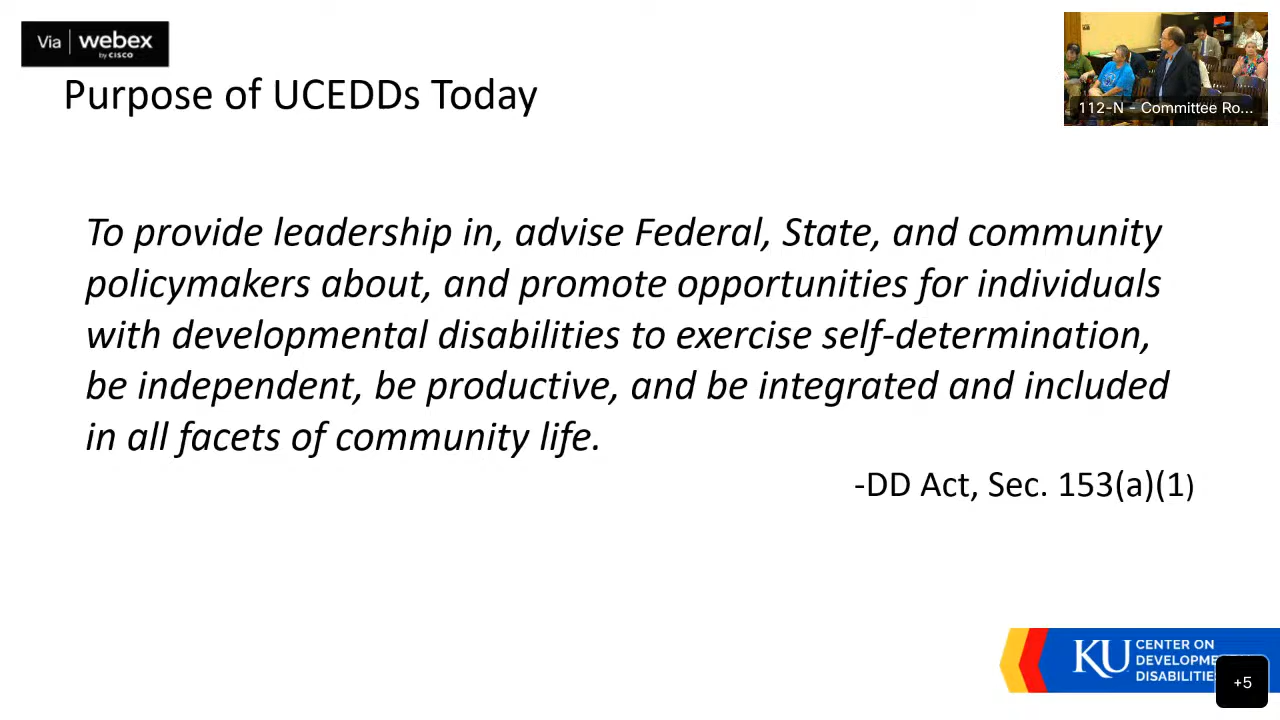 Via webex
by CISCO
Purpose of UCEDDs Today
112-N - Committee Ro...
To provide leadership in, advise Federal, State, and community
policymakers about, and promote opportunities for individuals
with developmental disabilities to exercise self-determination,
be independent, be productive, and be integrated and included
in all facets of community life.
-DD Act, Sec. 153(a)(1)
KU CENTER ON
DEVELOPME
DISABILITIE
+5